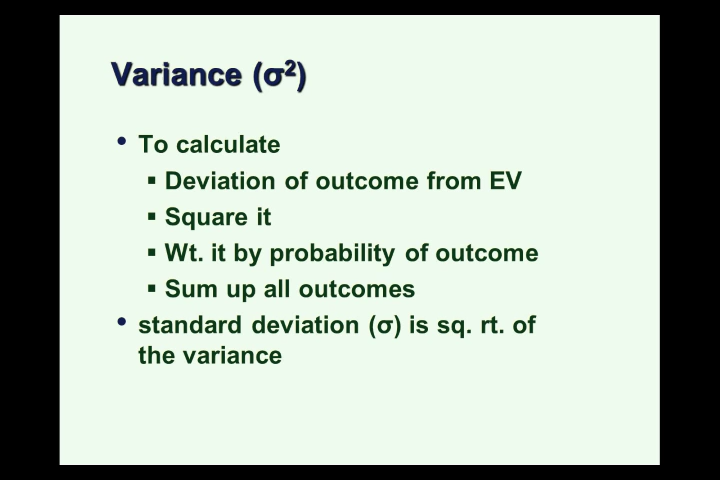 Variance (σ²)
• To calculate
▪ Deviation of outcome from EV
▪ Square it
▪ Wt. it by probability of outcome
▪ Sum up all outcomes
• standard deviation (σ) is sq. rt. of
the variance